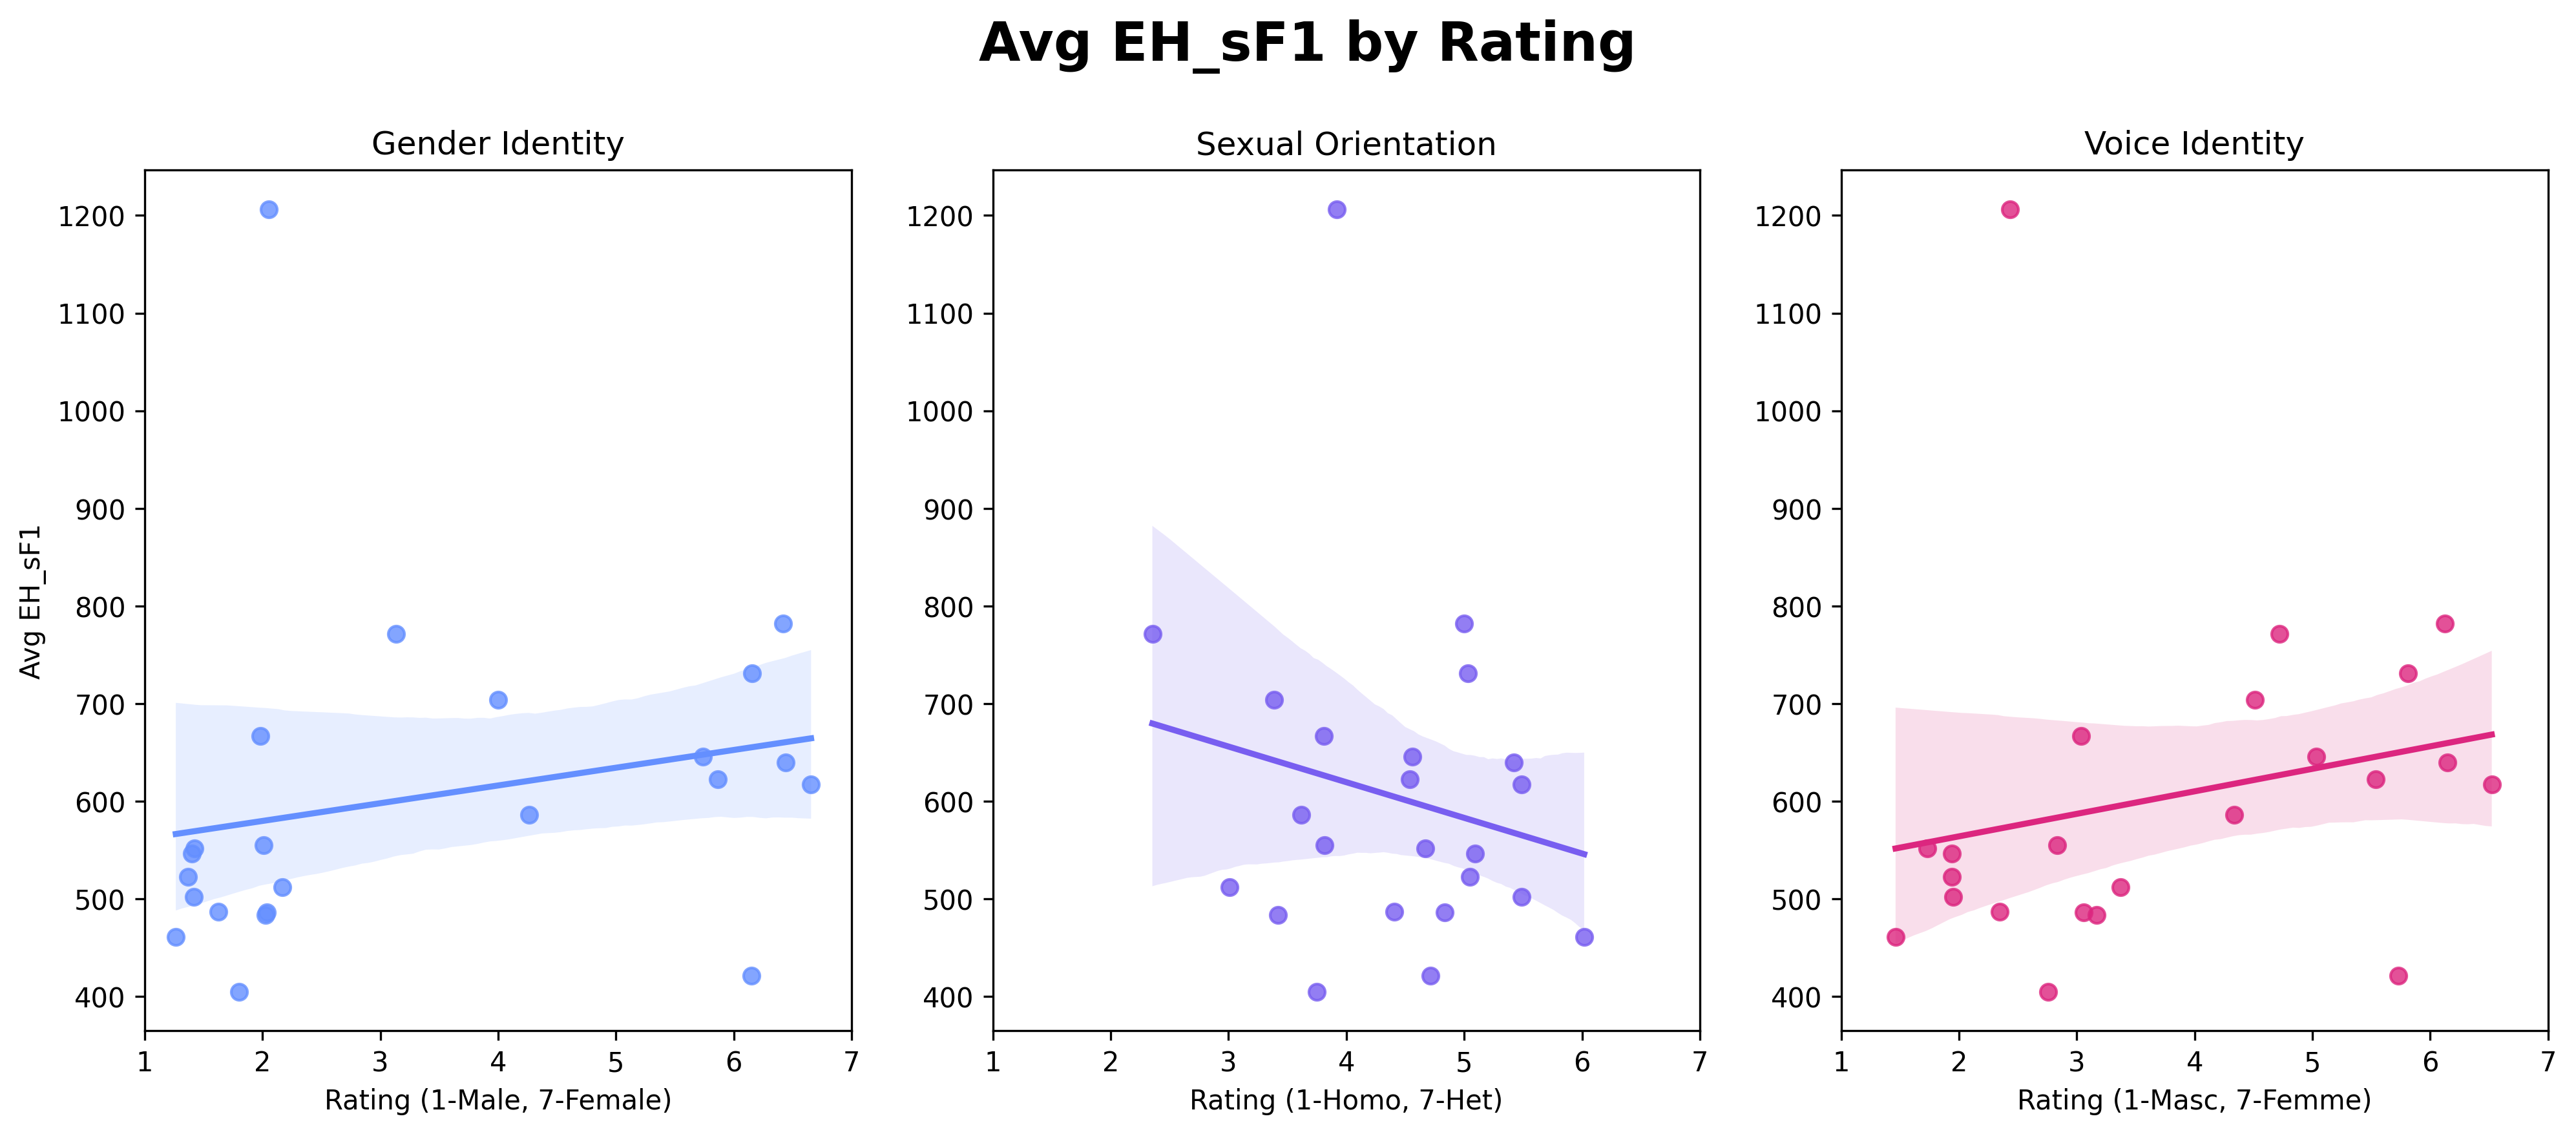 Avg EH_sF1 by Rating
Gender Identity
Sexual Orientation
Voice Identity
Avg EH_sF1
1200
1100
1000
900
800
700
600
500
400
1200
1100
1000
900
800
700
600
500
400
1200
1100
1000
900
800
700
600
500
400
1 2 3 4 5 6 7
1 2 3 4 5 6 7
1 2 3 4 5 6 7
Rating (1-Male, 7-Female)
Rating (1-Homo, 7-Het)
Rating (1-Masc, 7-Femme)